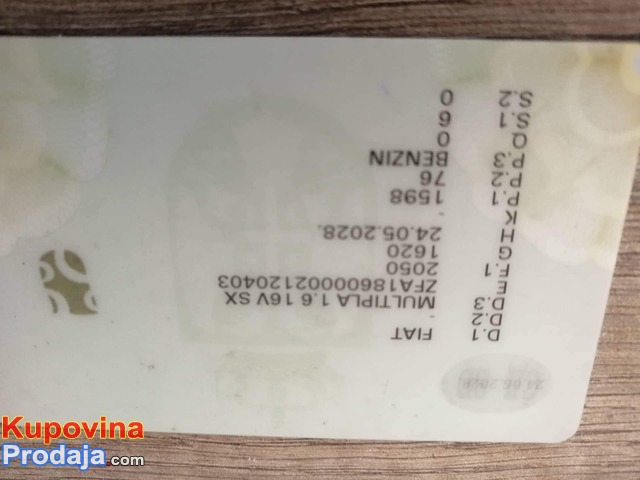 D.1 FIAT
D.2 -
D.3 MULTIPLA 1.6 16V SX
E ZFA18600002120403
F.1 2050
G 1620
H 24.05.2028.
K -
P.1 1598
P.2 76
P.3 BENZIN
Q 0
S.1 6
S.2 0
Kupovina
Prodaja.com